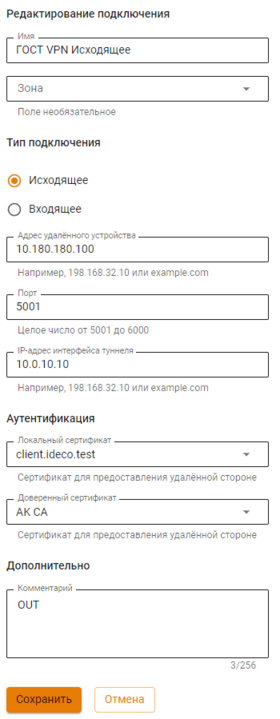 Редактирование подключения
Имя
ГОСТ VPN Исходящее
Зона
Поле необязательное
Тип подключения
Исходящее
Входящее
Адрес удалённого устройства
10.180.180.100
Например, 198.168.32.10 или example.com
Порт
5001
Целое число от 5001 до 6000
IP-адрес интерфейса туннеля
10.0.10.10
Например, 198.168.32.10 или example.com
Аутентификация
Локальный сертификат
client.ideco.test
Сертификат для предоставления удалённой стороне
Доверенный сертификат
AK CA
Сертификат для предоставления удалённой стороне
Дополнительно
Комментарий
OUT
3/256
Сохранить
Отмена